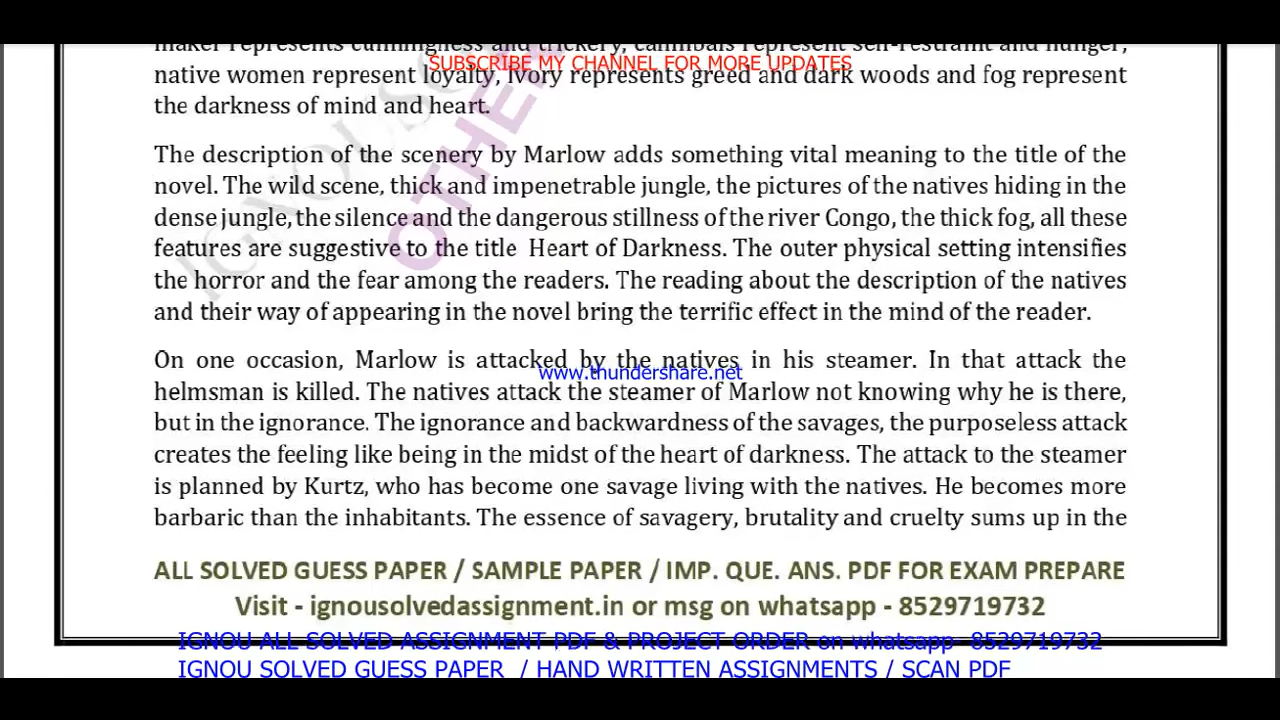 maker represents cunningness and trickery, cannibals represent self-restraint and hunger,
SUBSCRIBE MY CHANNEL FOR MORE UPDATES
native women represent loyalty, ivory represents greed and dark woods and fog represent
the darkness of mind and heart.
The description of the scenery by Marlow adds something vital meaning to the title of the
novel. The wild scene, thick and impenetrable jungle, the pictures of the natives hiding in the
dense jungle, the silence and the dangerous stillness of the river Congo, the thick fog, all these
features are suggestive to the title Heart of Darkness. The outer physical setting intensifies
the horror and the fear among the readers. The reading about the description of the natives
and their way of appearing in the novel bring the terrific effect in the mind of the reader.
On one occasion, Marlow is attacked by the natives in his steamer. In that attack the
www.thundershare.net
helmsman is killed. The natives attack the steamer of Marlow not knowing why he is there,
but in the ignorance. The ignorance and backwardness of the savages, the purposeless attack
creates the feeling like being in the midst of the heart of darkness. The attack to the steamer
is planned by Kurtz, who has become one savage living with the natives. He becomes more
barbaric than the inhabitants. The essence of savagery, brutality and cruelty sums up in the
ALL SOLVED GUESS PAPER / SAMPLE PAPER / IMP. QUE. ANS. PDF FOR EXAM PREPARE
Visit - ignousolvedassignment.in or msg on whatsapp - 8529719732
IGNOU ALL SOLVED ASSIGNMENT PDF & PROJECT ORDER on whatsapp- 8529719732
IGNOU SOLVED GUESS PAPER / HAND WRITTEN ASSIGNMENTS / SCAN PDF